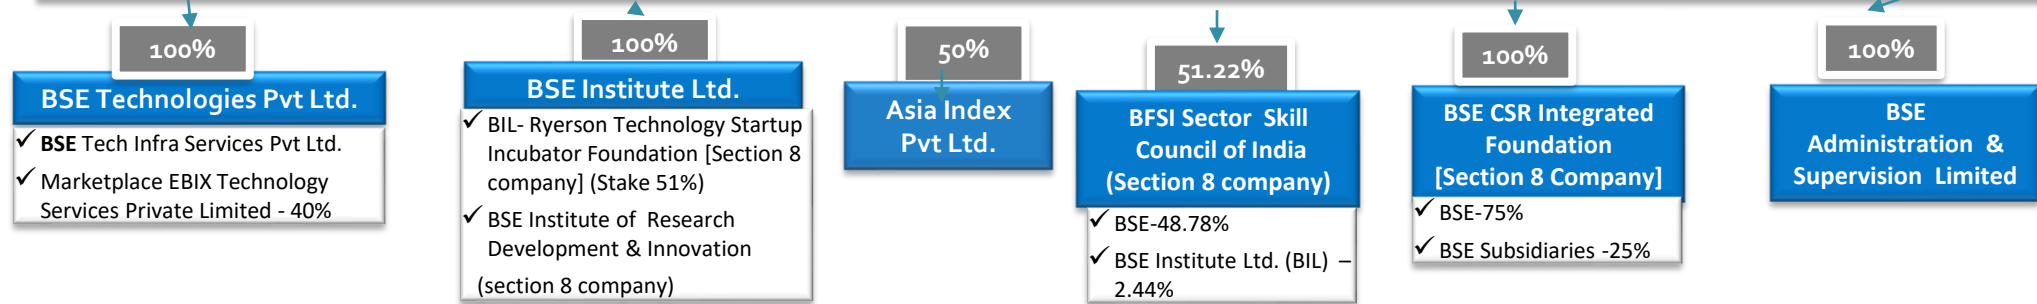 100%
BSE Technologies Pvt Ltd.
✓ BSE Tech Infra Services Pvt Ltd.
✓ Marketplace EBIX Technology
Services Private Limited - 40%
100%
BSE Institute Ltd.
✓ BIL- Ryerson Technology Startup
Incubator Foundation [Section 8
company] (Stake 51%)
✓ BSE Institute of Research
Development & Innovation
(section 8 company)
50%
Asia Index
Pvt Ltd.
51.22%
BFSI Sector Skill
Council of India
(Section 8 company)
✓ BSE-48.78%
✓ BSE Institute Ltd. (BIL) –
2.44%
100%
BSE CSR Integrated
Foundation
[Section 8 Company]
✓ BSE-75%
✓ BSE Subsidiaries -25%
100%
BSE
Administration &
Supervision Limited